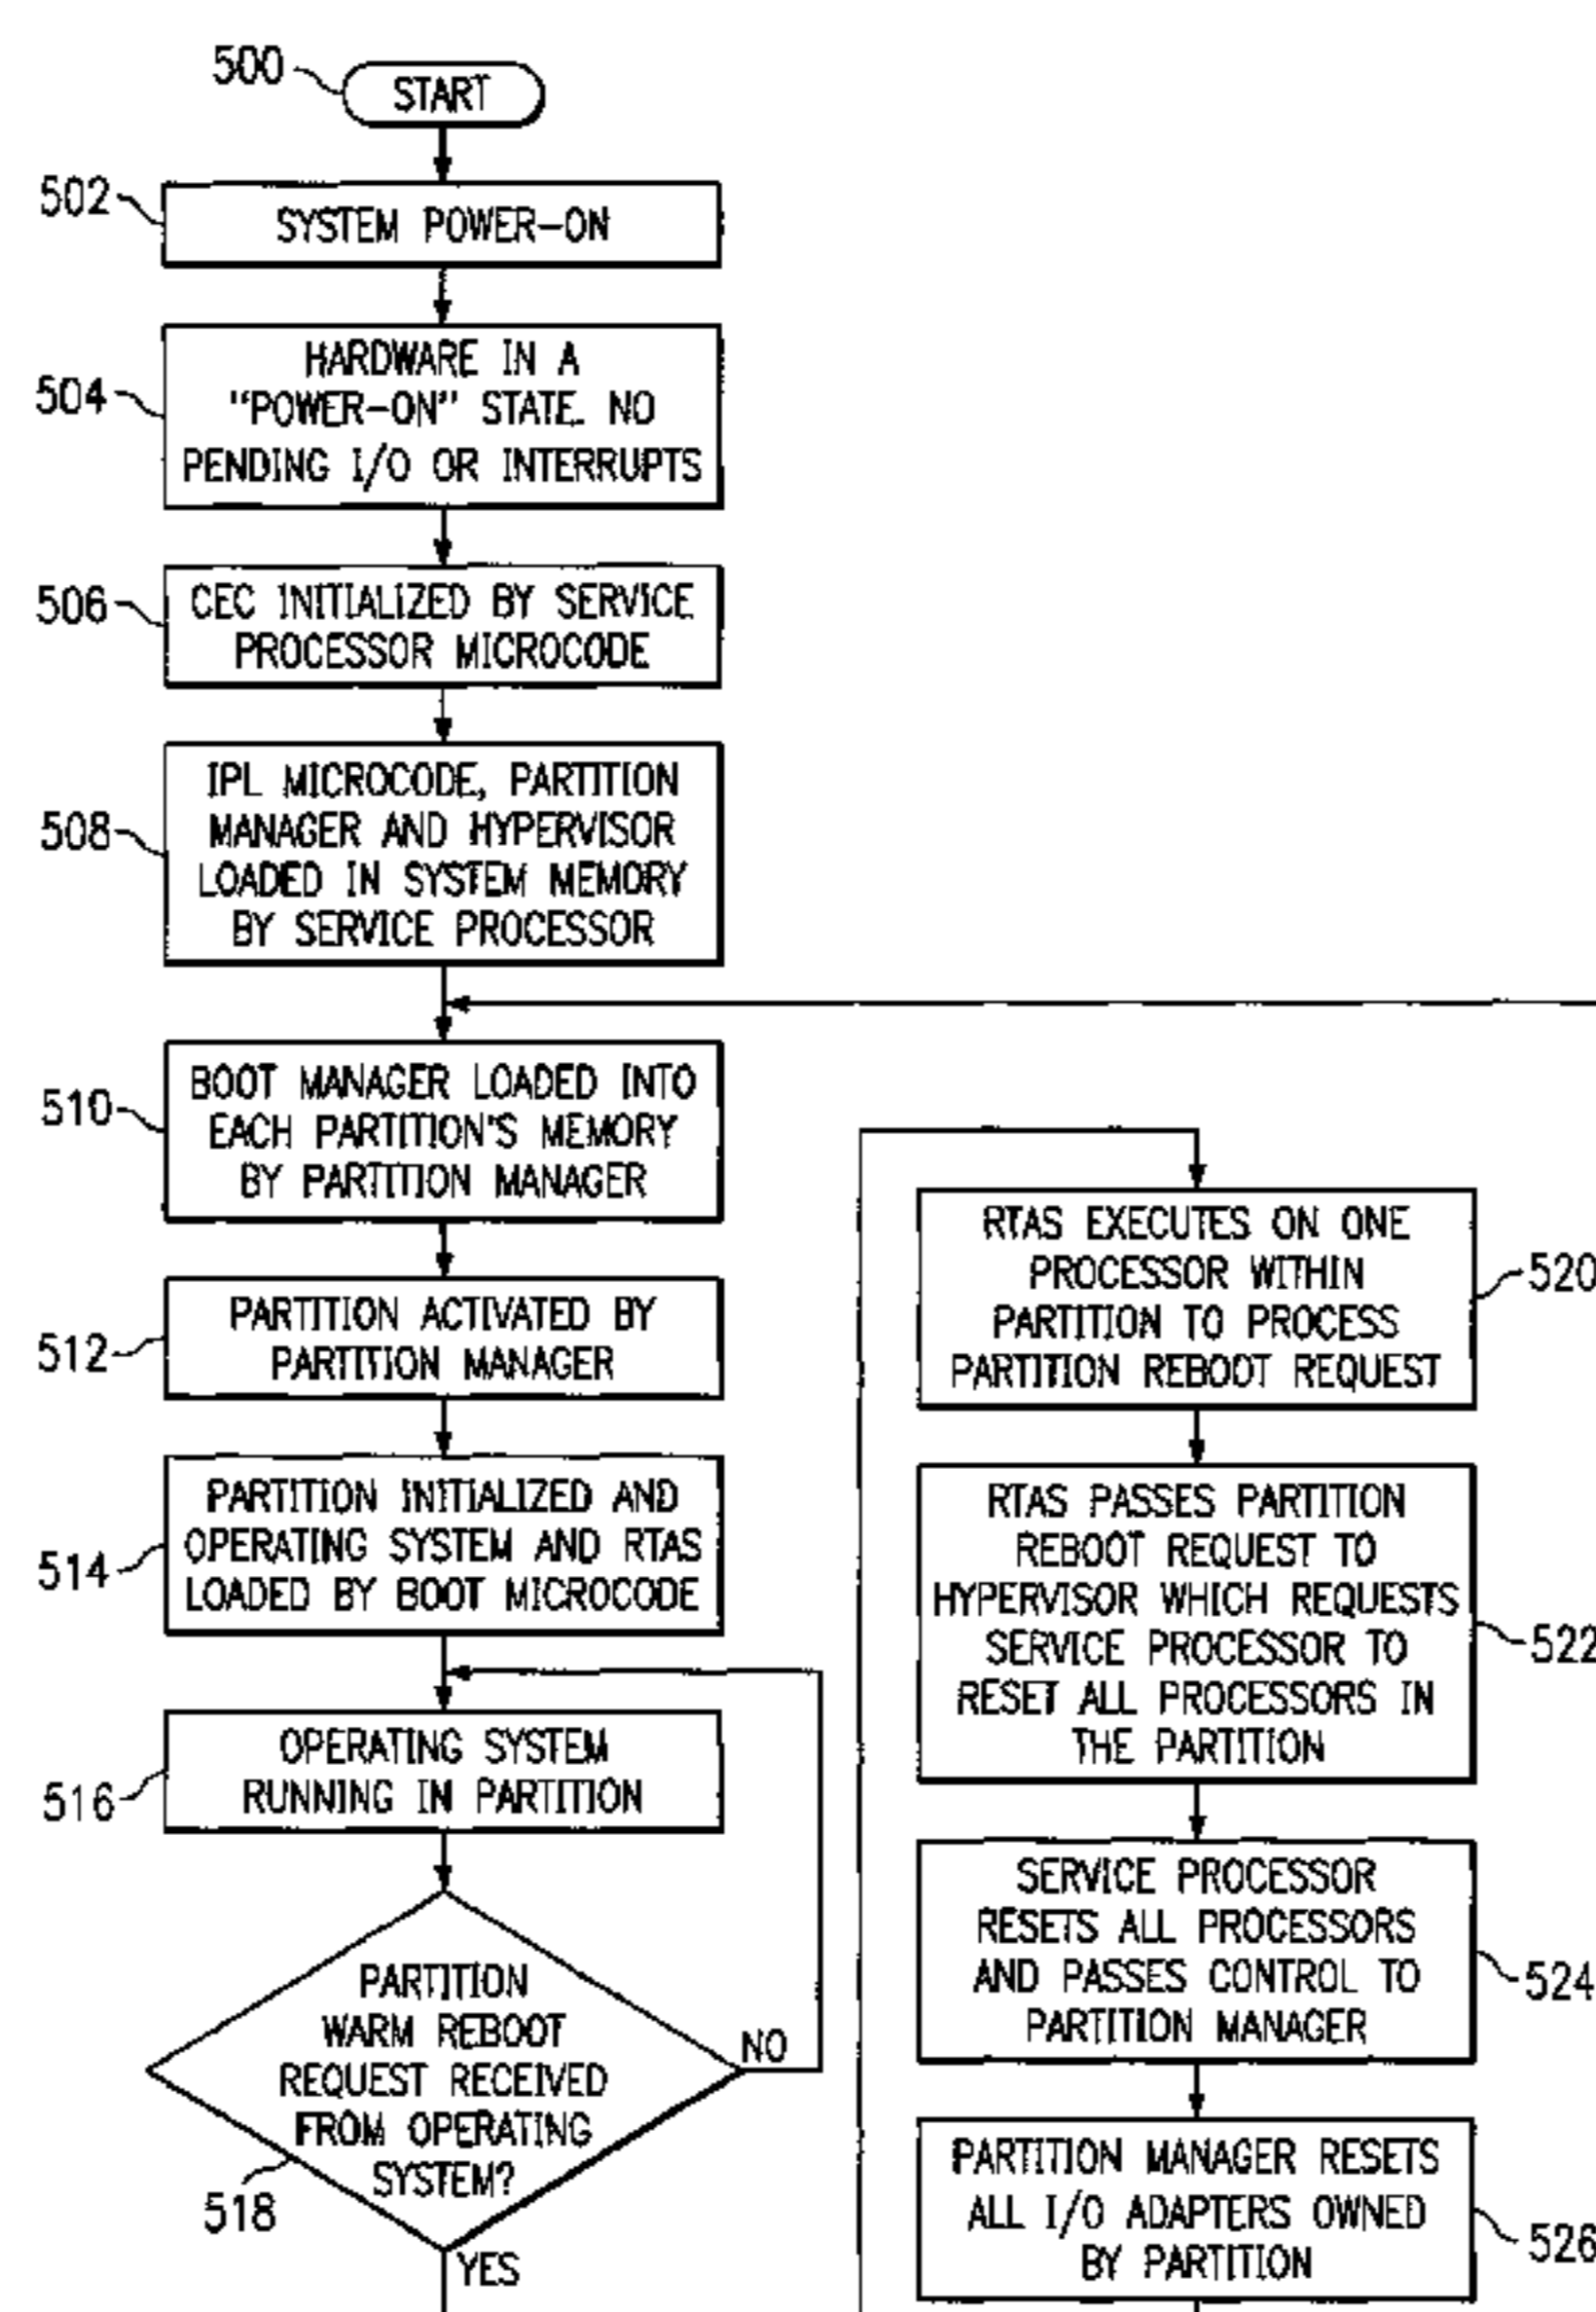 500
START
502
SYSTEM POWER-ON
504
HARDWARE IN A
"POWER-ON" STATE. NO
PENDING I/O OR INTERRUPTS
506
CEC INITIALIZED BY SERVICE
PROCESSOR MICROCODE
508
IPL MICROCODE, PARTITION
MANAGER AND HYPERVISOR
LOADED IN SYSTEM MEMORY
BY SERVICE PROCESSOR
510
BOOT MANAGER LOADED INTO
EACH PARTITION'S MEMORY
BY PARTITION MANAGER
512
PARTITION ACTIVATED BY
PARTITION MANAGER
514
PARTITION INITIALIZED AND
OPERATING SYSTEM AND RTAS
LOADED BY BOOT MICROCODE
516
OPERATING SYSTEM
RUNNING IN PARTITION
PARTITION
WARM REBOOT
REQUEST RECEIVED
FROM OPERATING
SYSTEM?
518
NO
YES
RTAS EXECUTES ON ONE
PROCESSOR WITHIN
PARTITION TO PROCESS
PARTITION REBOOT REQUEST
520
RTAS PASSES PARTITION
REBOOT REQUEST TO
HYPERVISOR WHICH REQUESTS
SERVICE PROCESSOR TO
RESET ALL PROCESSORS IN
THE PARTITION
522
SERVICE PROCESSOR
RESETS ALL PROCESSORS
AND PASSES CONTROL TO
PARTITION MANAGER
524
PARTITION MANAGER RESETS
ALL I/O ADAPTERS OWNED
BY PARTITION
526